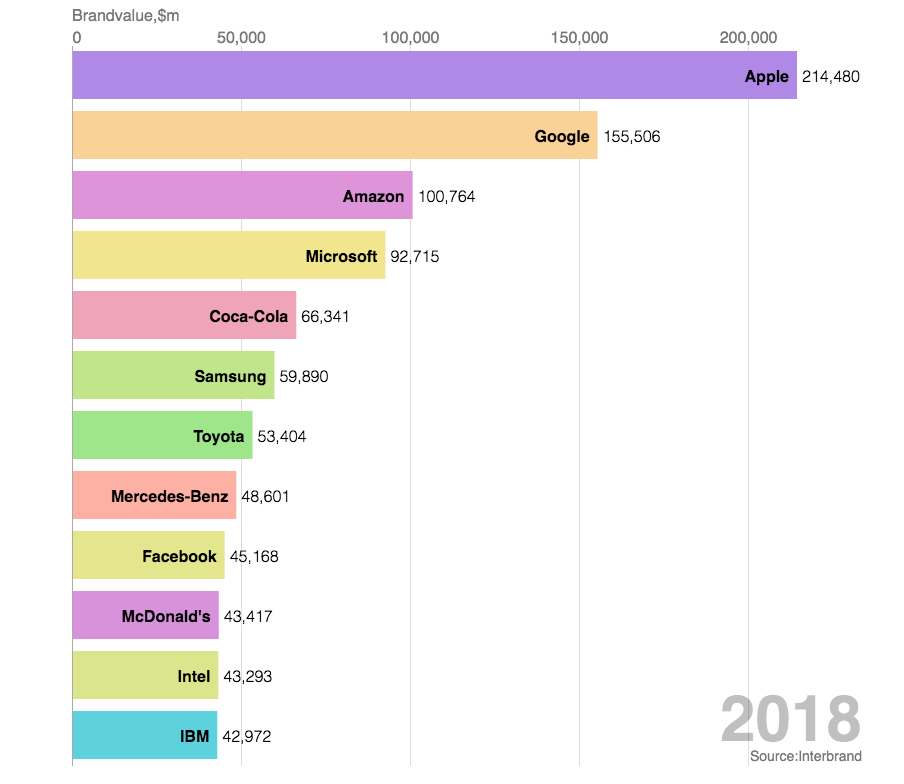 Brandvalue,$m
0 50,000 100,000 150,000 200,000
Apple 214,480
Google 155,506
Amazon 100,764
Microsoft 92,715
Coca-Cola 66,341
Samsung 59,890
Toyota 53,404
Mercedes-Benz 48,601
Facebook 45,168
McDonald's 43,417
Intel 43,293
IBM 42,972
2018
Source:Interbrand